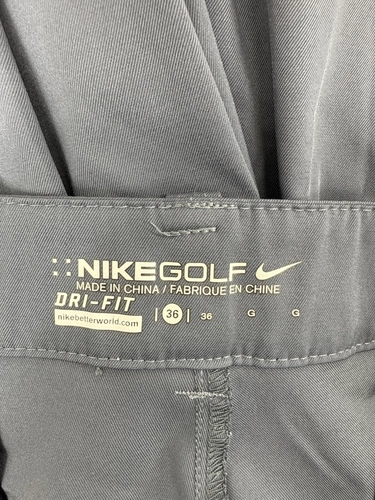 NIKEGOLF
MADE IN CHINA / FABRIQUE EN CHINE
DRI-FIT
nikebetterworld.com | 36 | 36 G G